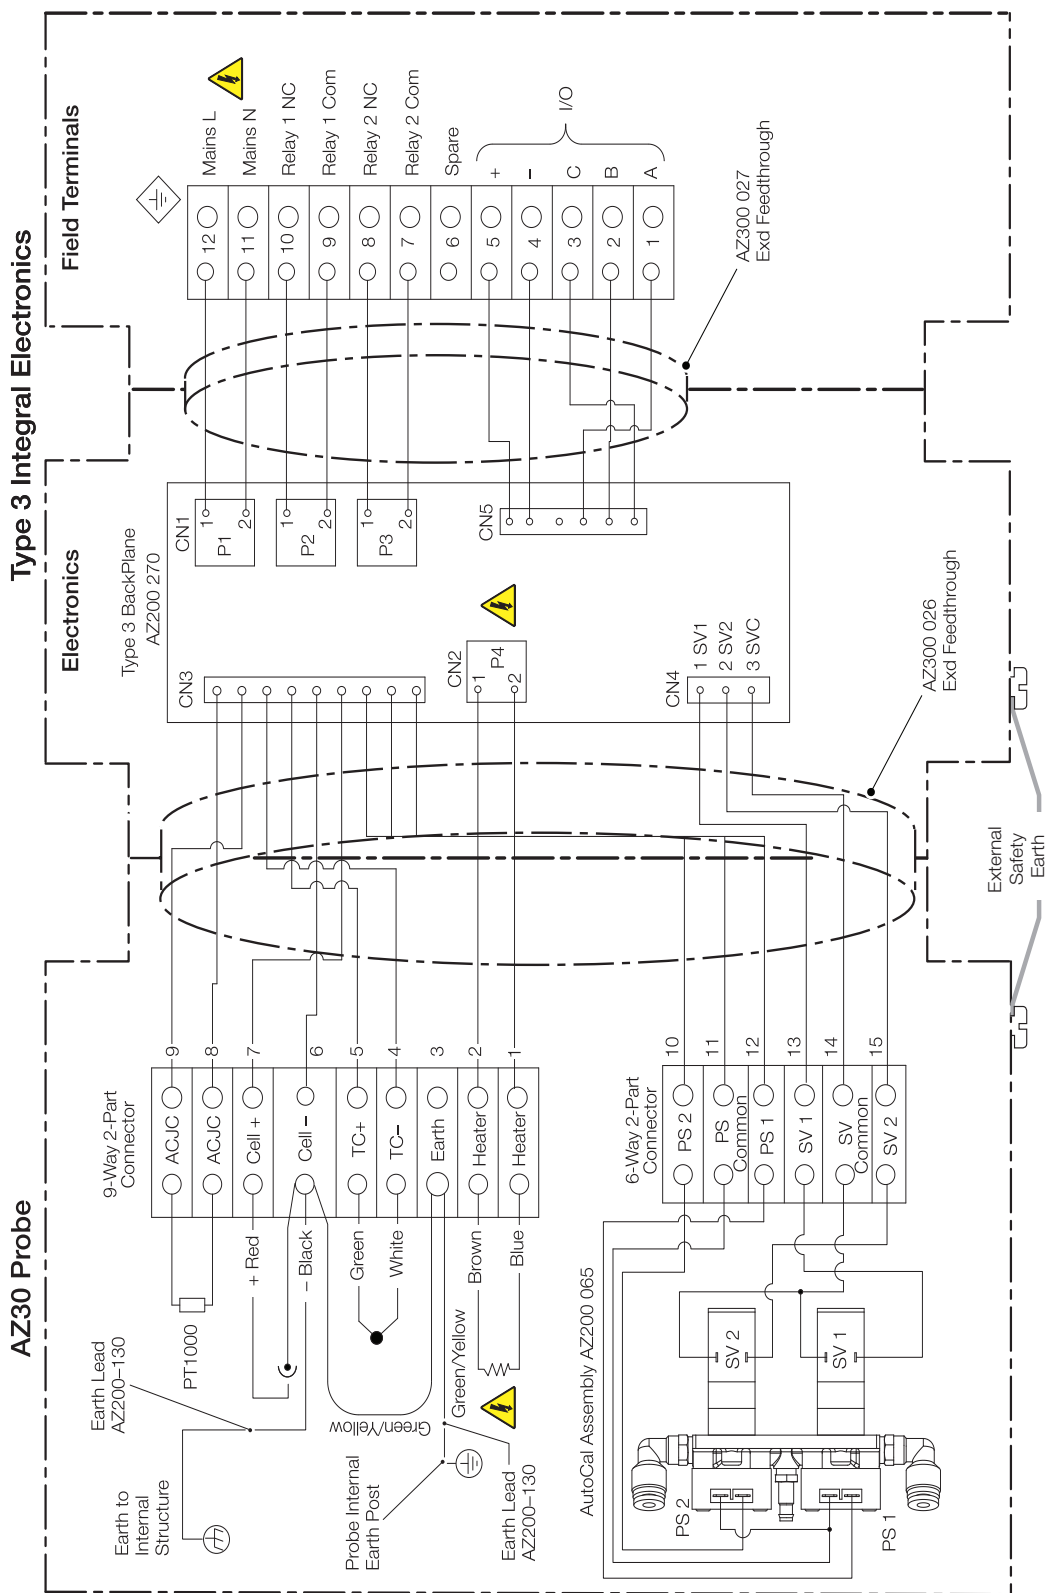 Type 3 Integral Electronics
AZ30 Probe
Electronics
Field Terminals
Earth to
Internal
Structure
Earth Lead
AZ200–130
PT1000
+ Red
- Black
Green
White
Green/Yellow
Green/Yellow
Brown
Blue
Probe Internal
Earth Post
Earth Lead
AZ200–130
9-Way 2-Part
Connector
ACJC 9
ACJC 8
Cell + 7
Cell – 6
TC+ 5
TC– 4
Earth 3
Heater 2
Heater 1
AutoCal Assembly AZ200 065
PS 2
PS 1
SV 2
SV 1
6-Way 2-Part
Connector
PS 2 10
PS
Common 11
PS 1 12
SV 1 13
SV
Common 14
SV 2 15
External
Safety
Earth
AZ300 026
Exd Feedthrough
Type 3 BackPlane
AZ200 270
CN3
CN2
1
2
P4
CN4
1 SV1
2 SV2
3 SVC
CN1
1
2
P1
1
2
P2
1
2
P3
CN5
AZ300 027
Exd Feedthrough
12 Mains L
11 Mains N
10 Relay 1 NC
9 Relay 1 Com
8 Relay 2 NC
7 Relay 2 Com
6 Spare
5 +
4 –
3 C
2 B
1 A
I/O